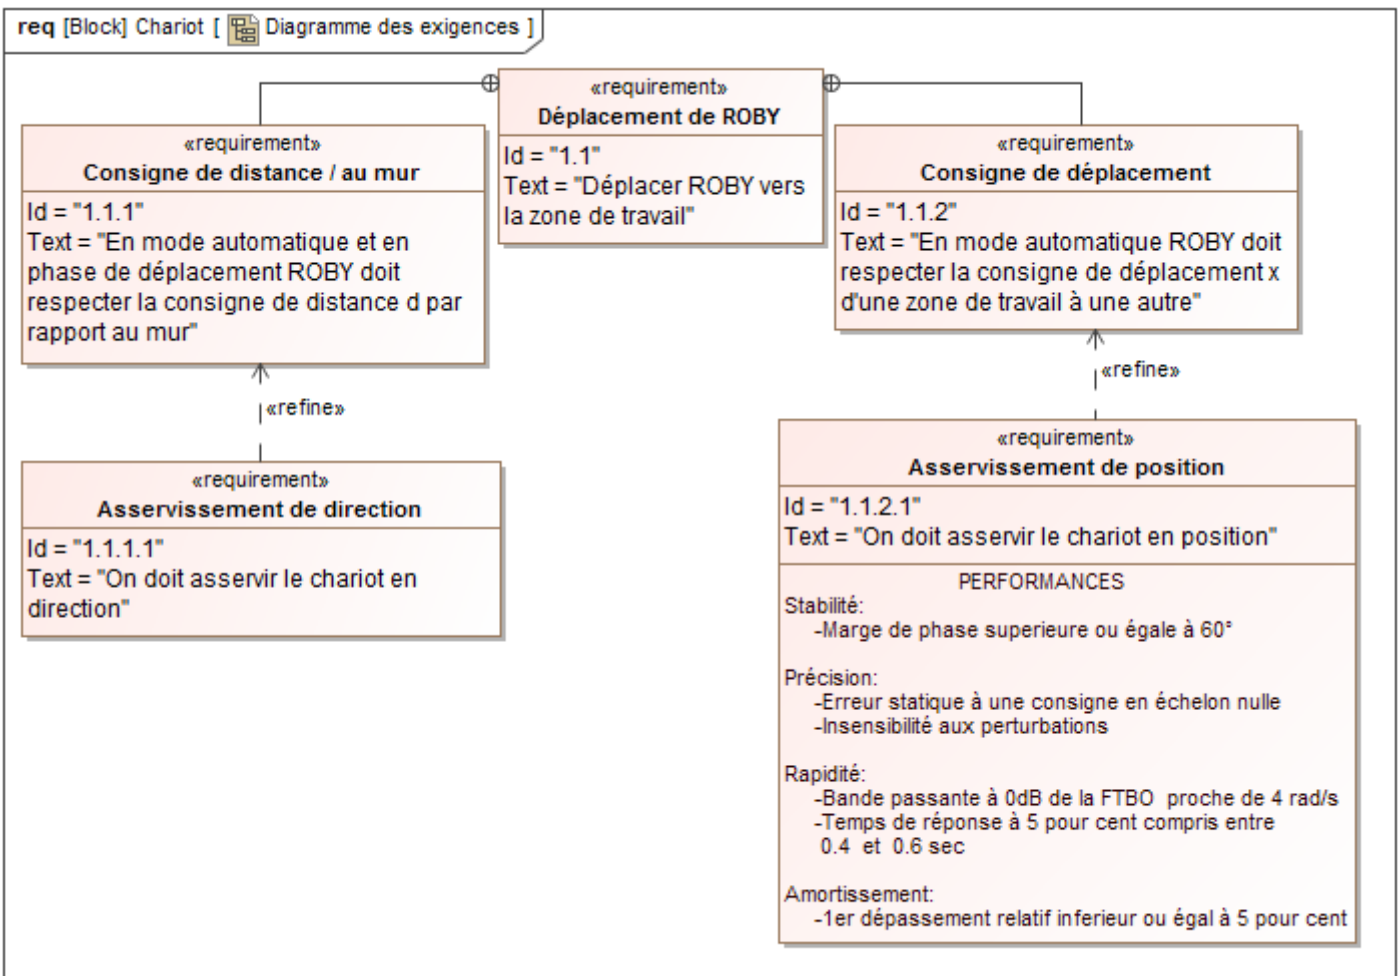 req [Block] Chariot [ Diagramme des exigences ]
«requirement»
Déplacement de ROBY
Id = "1.1"
Text = "Déplacer ROBY vers
la zone de travail"
«requirement»
Consigne de distance / au mur
Id = "1.1.1"
Text = "En mode automatique et en
phase de déplacement ROBY doit
respecter la consigne de distance d par
rapport au mur"
«requirement»
Consigne de déplacement
Id = "1.1.2"
Text = "En mode automatique ROBY doit
respecter la consigne de déplacement x
d'une zone de travail à une autre"
«refine»
«refine»
«requirement»
Asservissement de direction
Id = "1.1.1.1"
Text = "On doit asservir le chariot en
direction"
«requirement»
Asservissement de position
Id = "1.1.2.1"
Text = "On doit asservir le chariot en position"
PERFORMANCES
Stabilité:
-Marge de phase superieure ou égale à 60°
Précision:
-Erreur statique à une consigne en échelon nulle
-Insensibilité aux perturbations
Rapidité:
-Bande passante à 0dB de la FTBO proche de 4 rad/s
-Temps de réponse à 5 pour cent compris entre
0.4 et 0.6 sec
Amortissement:
-1er dépassement relatif inferieur ou égal à 5 pour cent